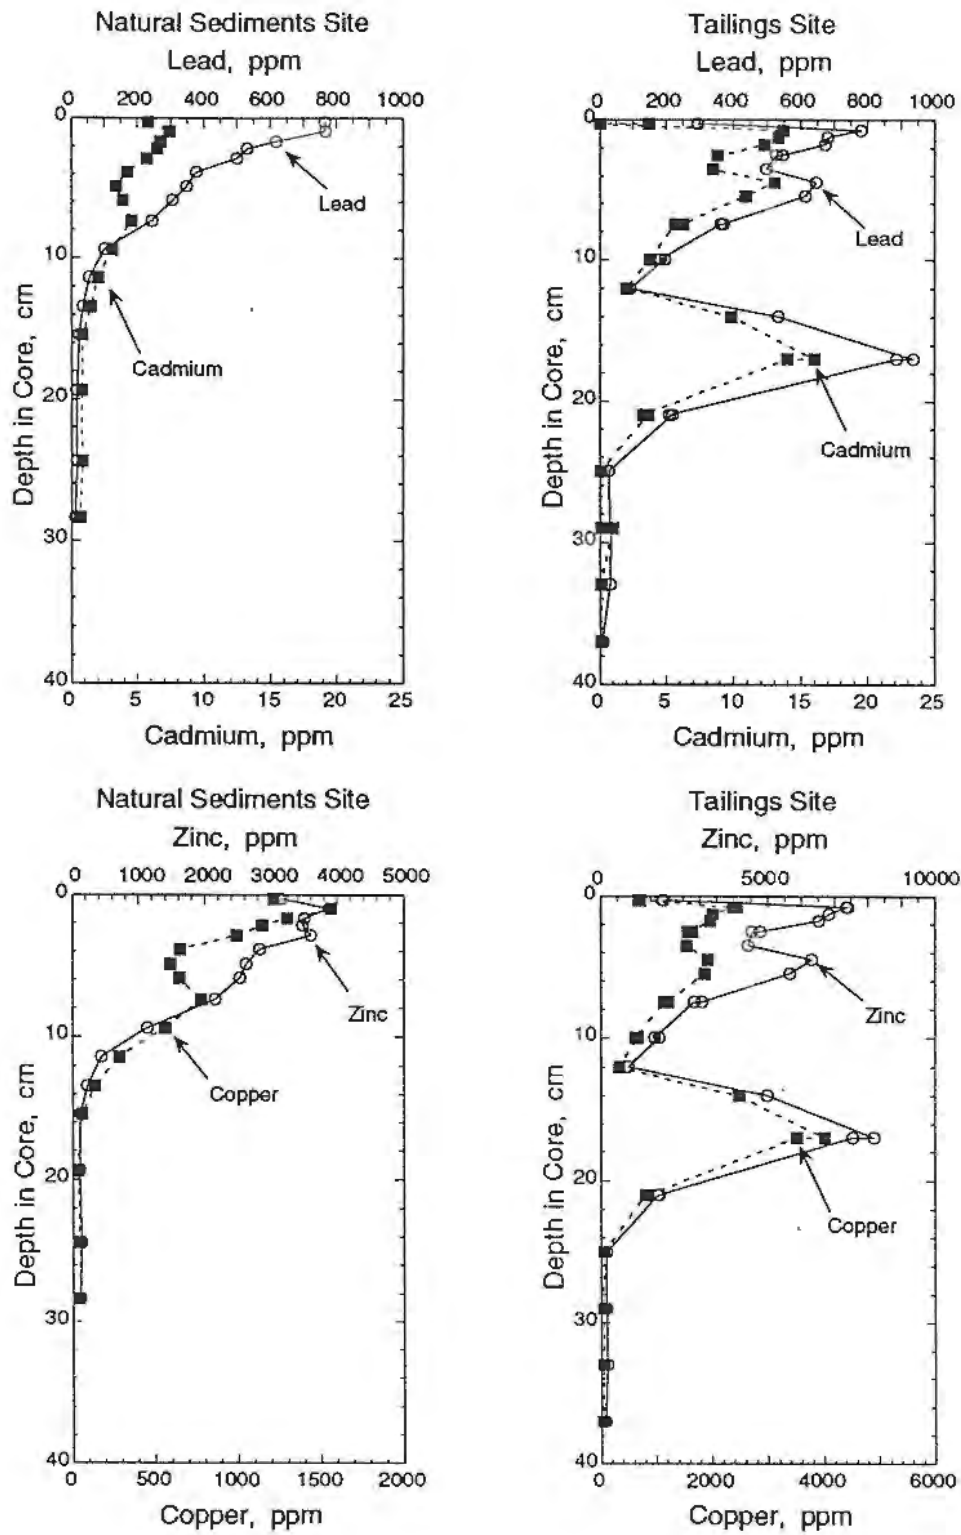 Natural Sediments Site
Lead, ppm
0 200 400 600 800 1000
0
10
20
30
40
Depth in Core, cm
Lead
Cadmium
0 5 10 15 20 25
Cadmium, ppm
Tailings Site
Lead, ppm
0 200 400 600 800 1000
0
10
20
30
40
Depth in Core, cm
Lead
Cadmium
0 5 10 15 20 25
Cadmium, ppm
Natural Sediments Site
Zinc, ppm
0 1000 2000 3000 4000 5000
0
10
20
30
40
Depth in Core, cm
Zinc
Copper
0 500 1000 1500 2000
Copper, ppm
Tailings Site
Zinc, ppm
0 5000 10000
0
10
20
30
40
Depth in Core, cm
Zinc
Copper
0 2000 4000 6000
Copper, ppm